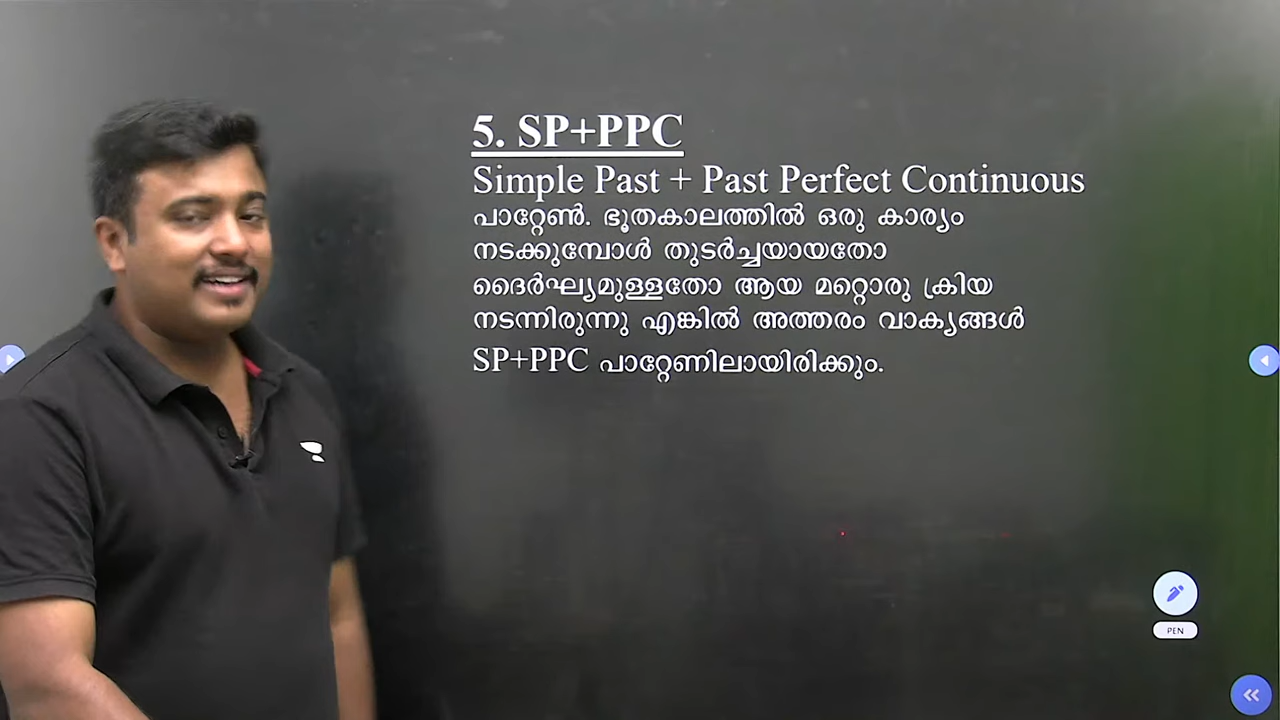 5. SP+PPC
Simple Past + Past Perfect Continuous
പാറ്റേൺ. ഭൂതകാലത്തിൽ ഒരു കാര്യം
നടക്കുമ്പോൾ തുടർച്ചയായതോ
ദൈർഘ്യമുള്ളതോ ആയ മറ്റൊരു ക്രിയ
നടന്നിരുന്നു എങ്കിൽ അത്തരം വാക്യങ്ങൾ
SP+PPC പാറ്റേണിലായിരിക്കും.
PEN